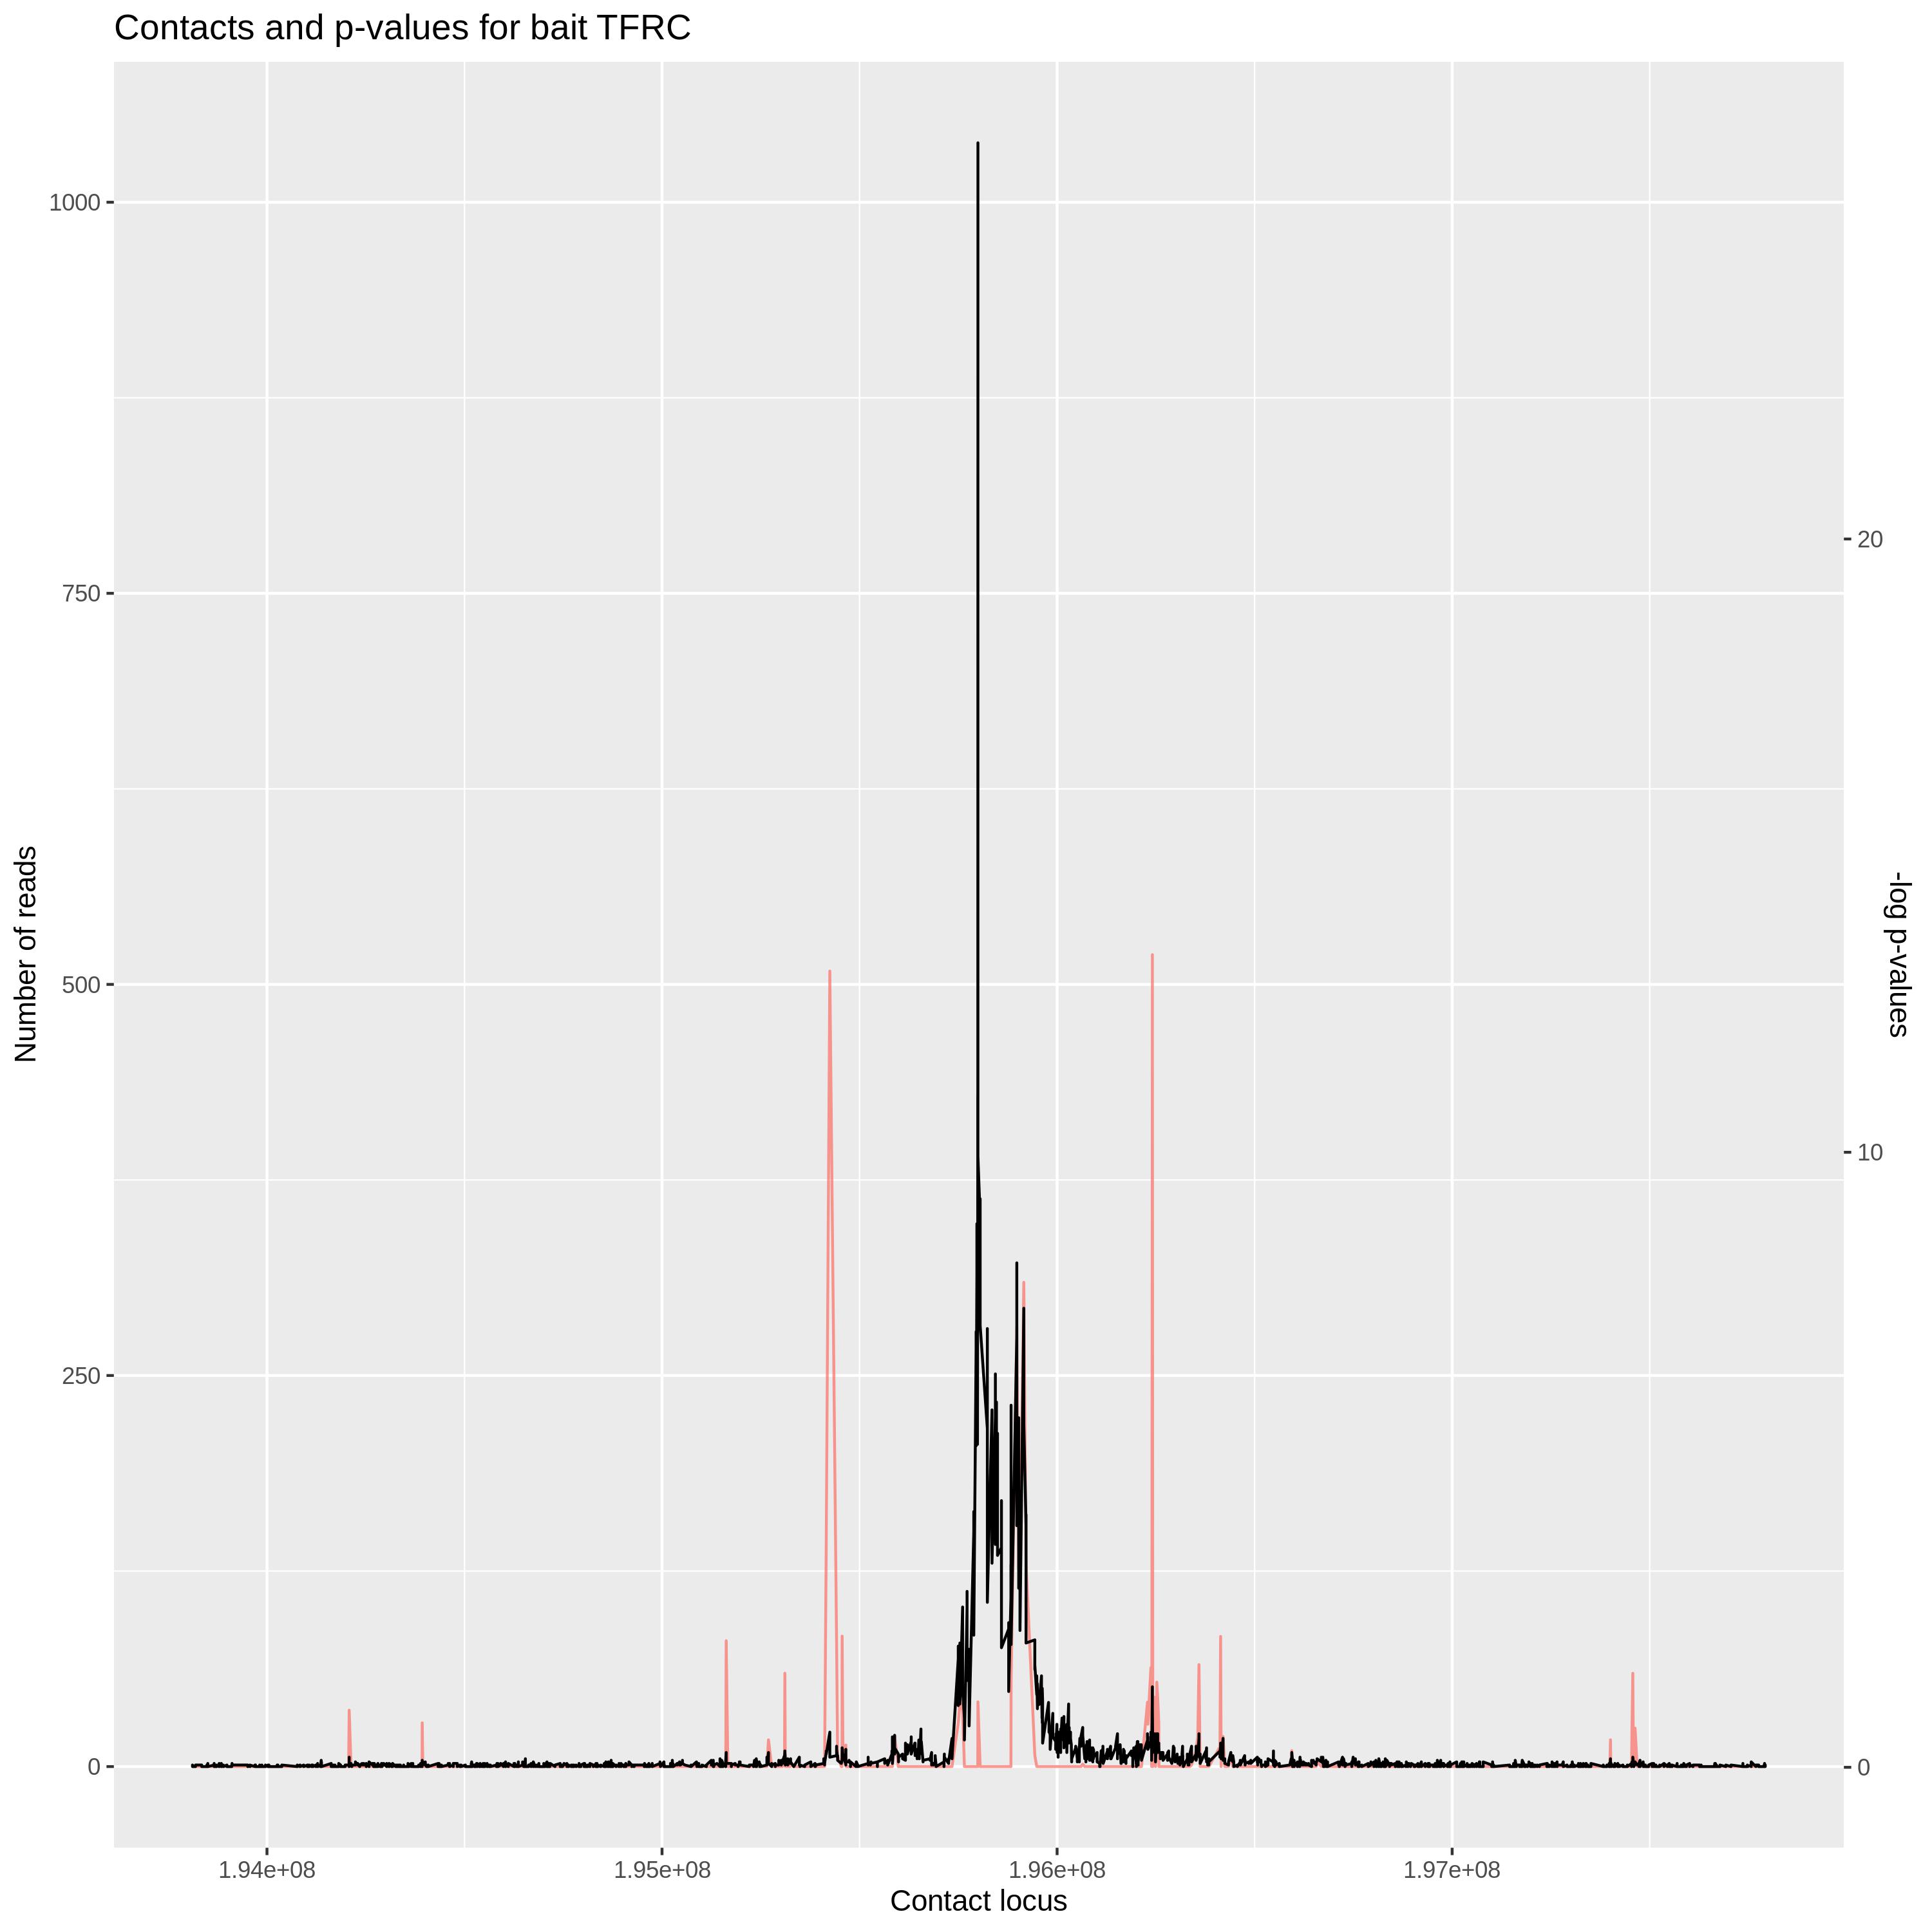 Contacts and p-values for bait TFRC
1000
750
500
250
0
Number of reads
20
10
0
-log p-values
1.94e+08
1.95e+08
1.96e+08
1.97e+08
Contact locus